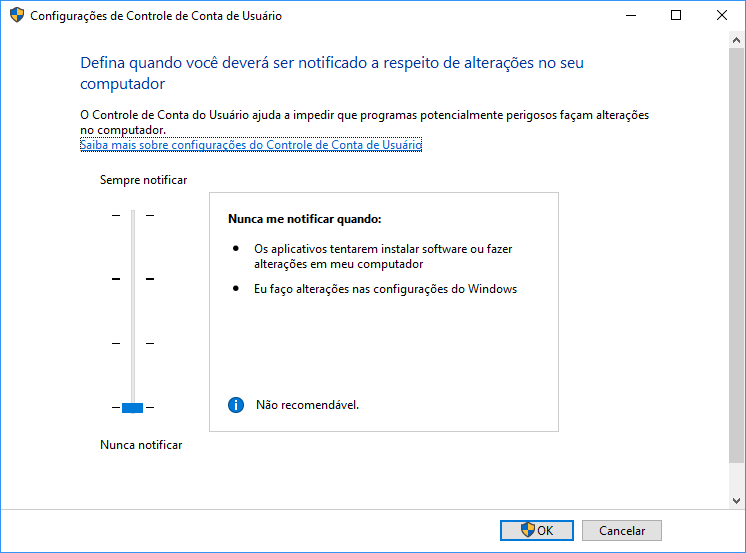 Configurações de Controle de Conta de Usuário
Defina quando você deverá ser notificado a respeito de alterações no seu
computador
O Controle de Conta do Usuário ajuda a impedir que programas potencialmente perigosos façam alterações
no computador.
Saiba mais sobre configurações do Controle de Conta de Usuário
Sempre notificar
Nunca me notificar quando:
Os aplicativos tentarem instalar software ou fazer
alterações em meu computador
Eu faço alterações nas configurações do Windows
Não recomendável.
Nunca notificar
OK
Cancelar